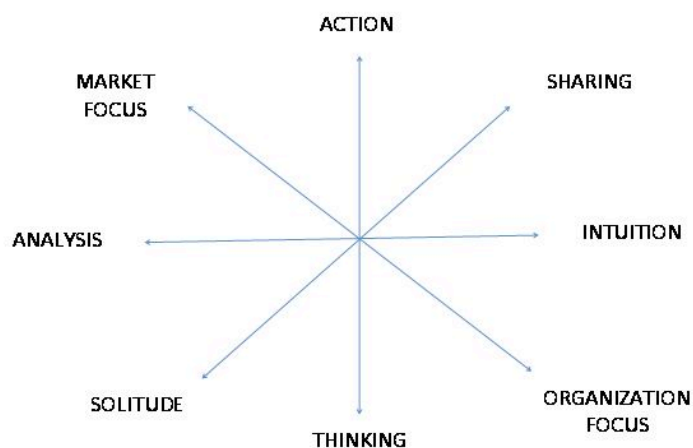 ACTION
MARKET
FOCUS
SHARING
ANALYSIS
INTUITION
SOLITUDE
ORGANIZATION
FOCUS
THINKING